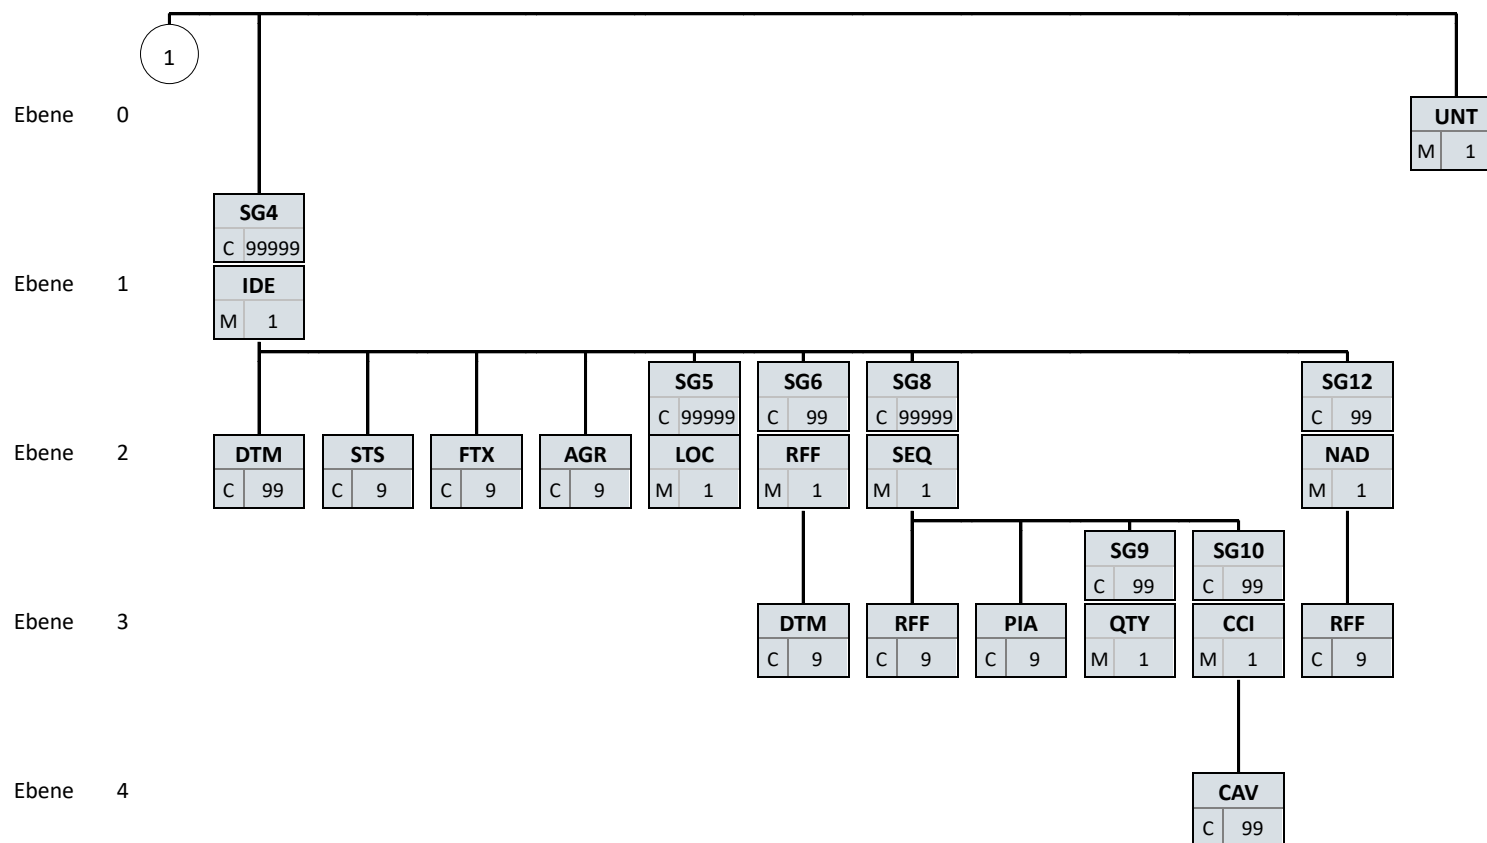 1
Ebene 0
UNT
M 1
SG4
C 99999
Ebene 1
IDE
M 1
SG5 SG6 SG8 SG12
C 99999 C 99 C 99999 C 99
Ebene 2
DTM STS FTX AGR LOC RFF SEQ NAD
C 99 C 9 C 9 C 9 M 1 M 1 M 1 M 1
SG9 SG10
C 99 C 99
Ebene 3
DTM RFF PIA QTY CCI RFF
C 9 C 9 C 9 M 1 M 1 C 9
Ebene 4
CAV
C 99